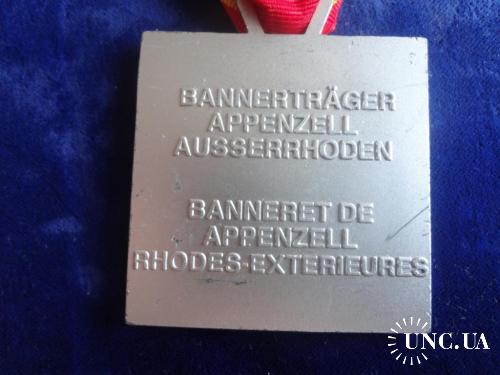 BANNERTRÄGER
APPENZELL
AUSSERRHODEN
BANNERET DE
APPENZELL
RHODES-EXTERIEURES
UNC.UA